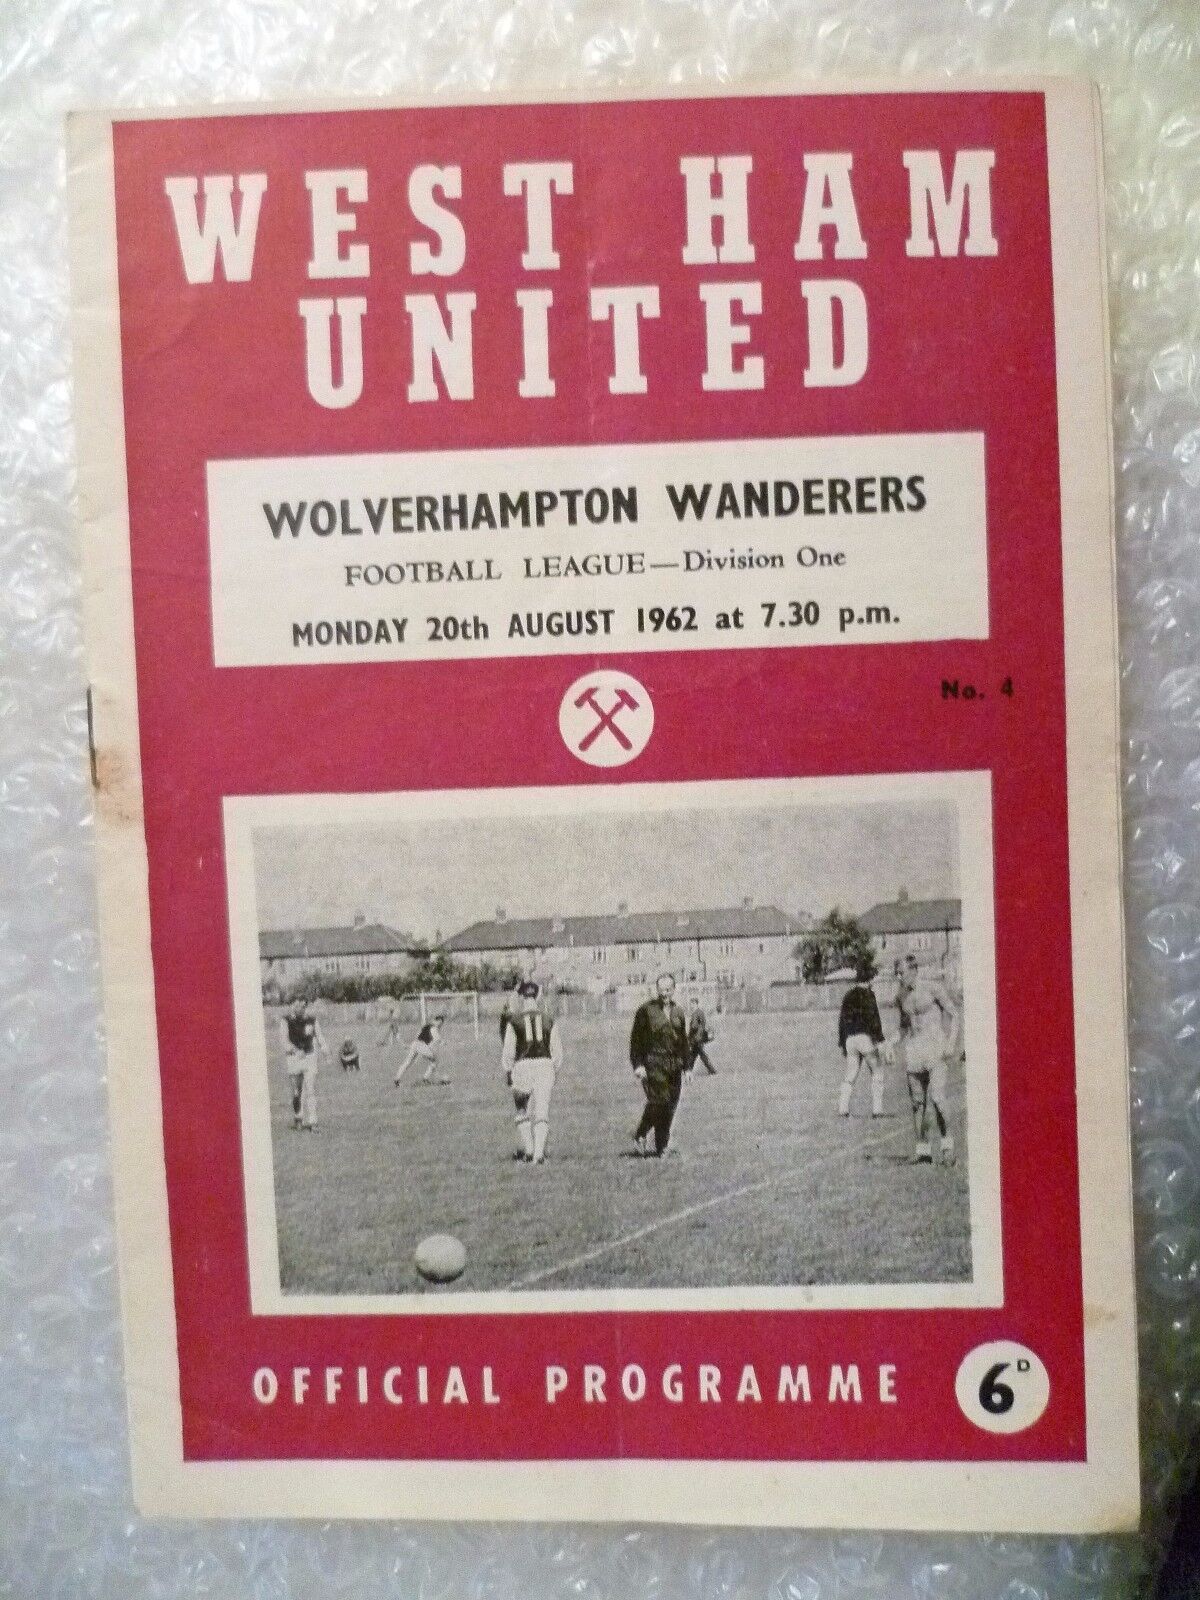 WEST HAM
UNITED
WOLVERHAMPTON WANDERERS
FOOTBALL LEAGUE—Division One
MONDAY 20th AUGUST 1962 at 7.30 p.m.
No. 4
11
OFFICIAL PROGRAMME
6D